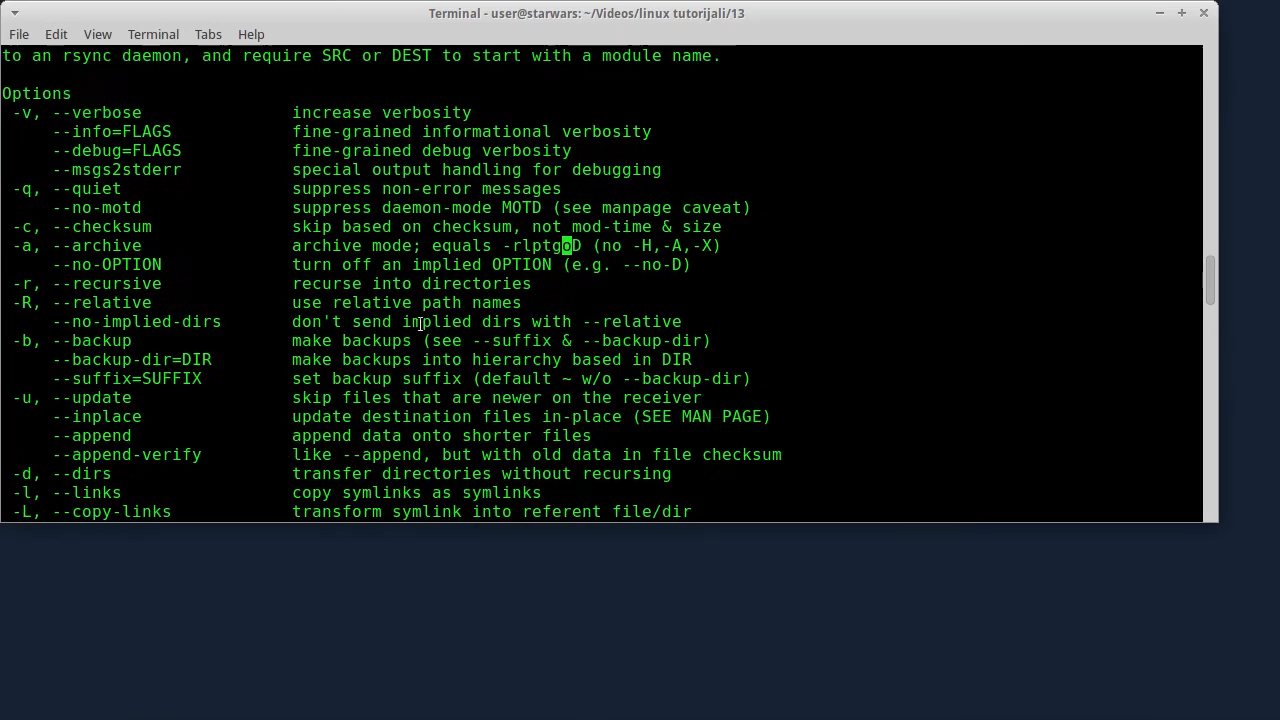 Terminal - user@starwars: ~/Videos/linux tutorijali/13
File Edit View Terminal Tabs Help
to an rsync daemon, and require SRC or DEST to start with a module name.
Options
-v, --verbose increase verbosity
--info=FLAGS fine-grained informational verbosity
--debug=FLAGS fine-grained debug verbosity
--msgs2stderr special output handling for debugging
-q, --quiet suppress non-error messages
--no-motd suppress daemon-mode MOTD (see manpage caveat)
-c, --checksum skip based on checksum, not mod-time & size
-a, --archive archive mode; equals -rlptgoD (no -H,-A,-X)
--no-OPTION turn off an implied OPTION (e.g. --no-D)
-r, --recursive recurse into directories
-R, --relative use relative path names
--no-implied-dirs don't send implied dirs with --relative
-b, --backup make backups (see --suffix & --backup-dir)
--backup-dir=DIR make backups into hierarchy based in DIR
--suffix=SUFFIX set backup suffix (default ~ w/o --backup-dir)
-u, --update skip files that are newer on the receiver
--inplace update destination files in-place (SEE MAN PAGE)
--append append data onto shorter files
--append-verify like --append, but with old data in file checksum
-d, --dirs transfer directories without recursing
-l, --links copy symlinks as symlinks
-L, --copy-links transform symlink into referent file/dir